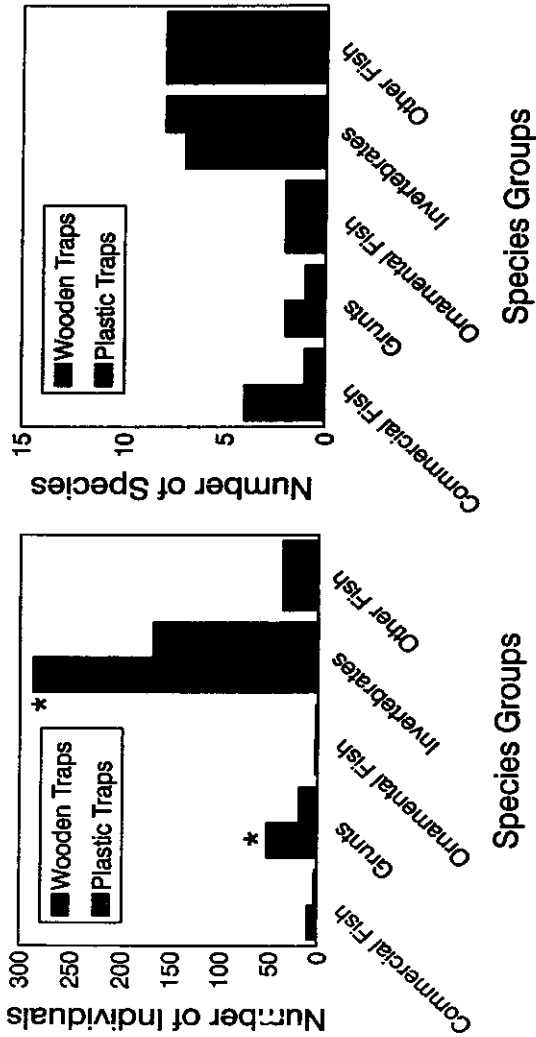 Number of Individuals
300
250
200
150
100
50
0
Wooden Traps
Plastic Traps
*
*
Commercial Fish
Grunts
Ornamental Fish
Invertebrates
Other Fish
Species Groups
Number of Species
15
10
5
0
Wooden Traps
Plastic Traps
Commercial Fish
Grunts
Ornamental Fish
Invertebrates
Other Fish
Species Groups